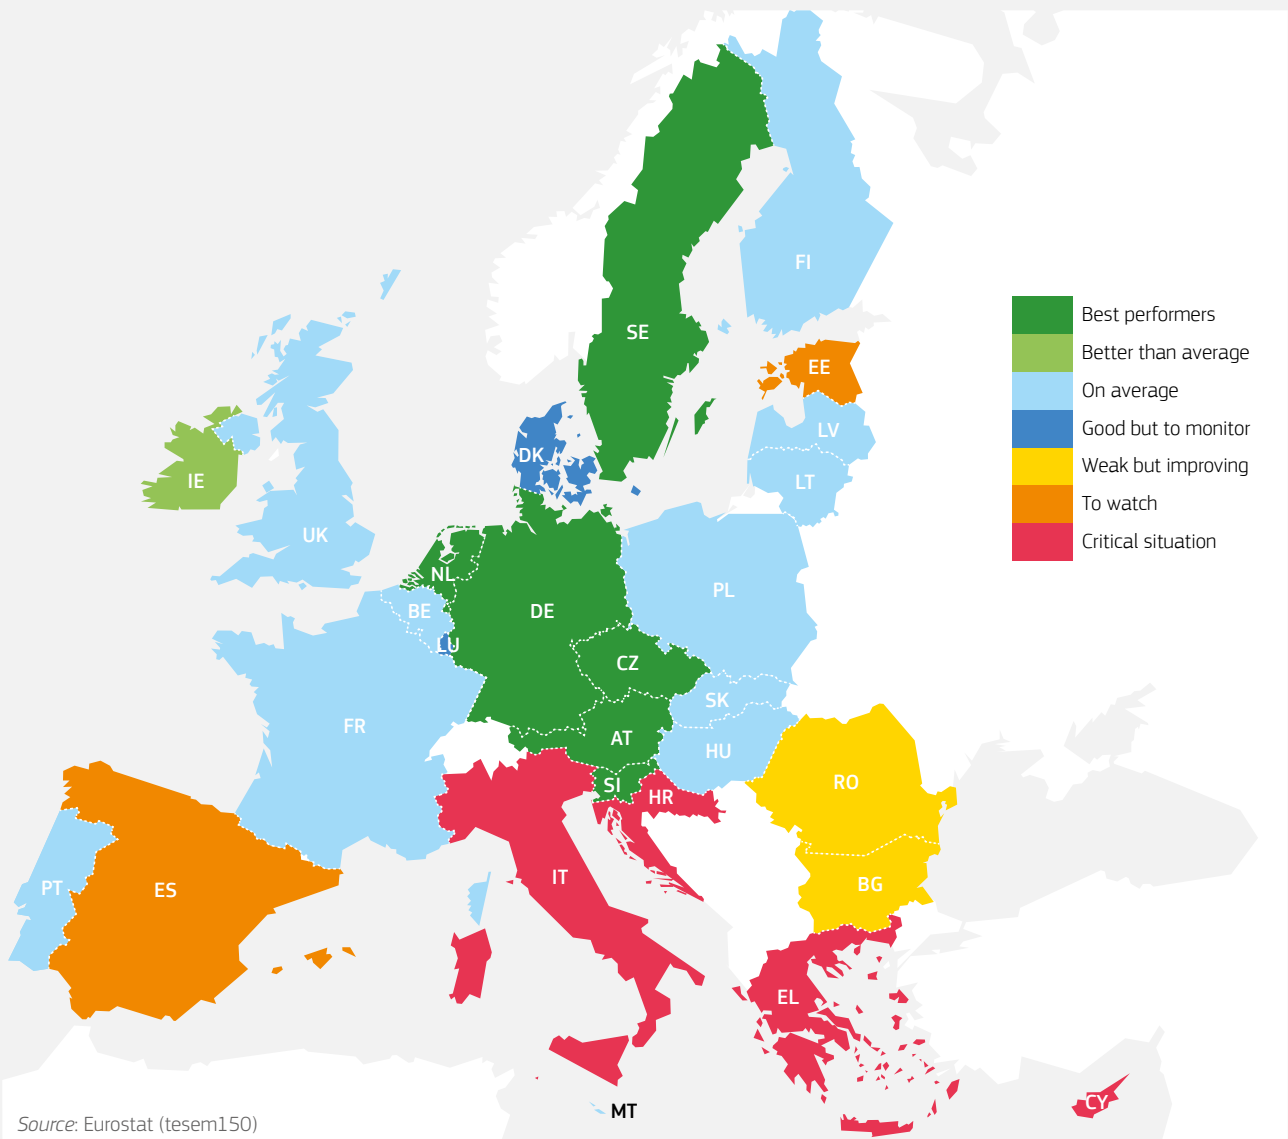 FI
SE
Best performers
Better than average
EE
On average
LV
Good but to monitor
DK
Weak but improving
IE
LT
To watch
UK
Critical situation
NL
PL
BE
DE
LU
CZ
SK
FR
AT
HU
SI
RO
HR
IT
BG
PT
ES
EL
CY
MT
Source: Eurostat (tesem150)